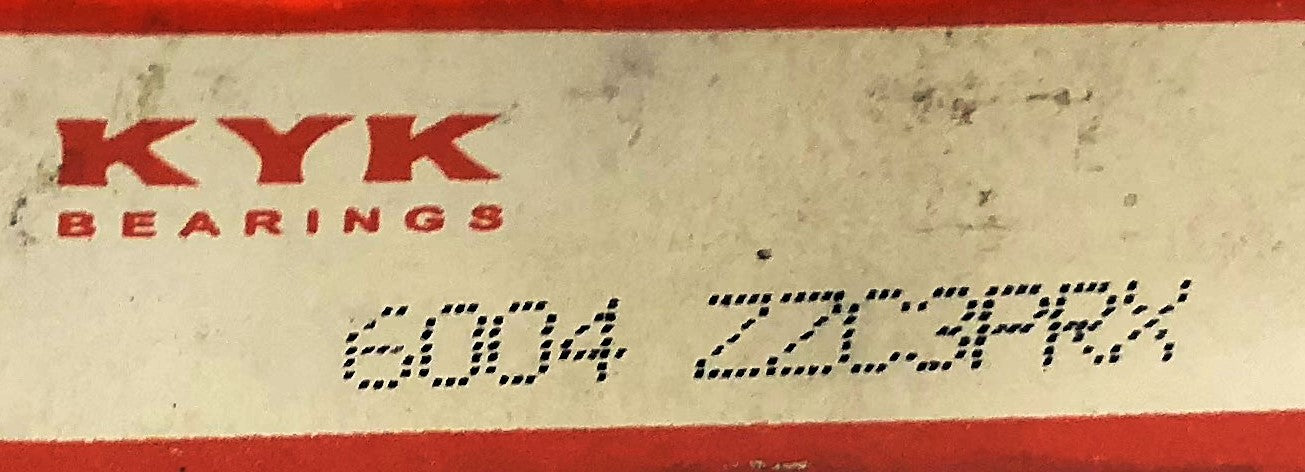 KYK
BEARINGS
6004 ZZC3PRX